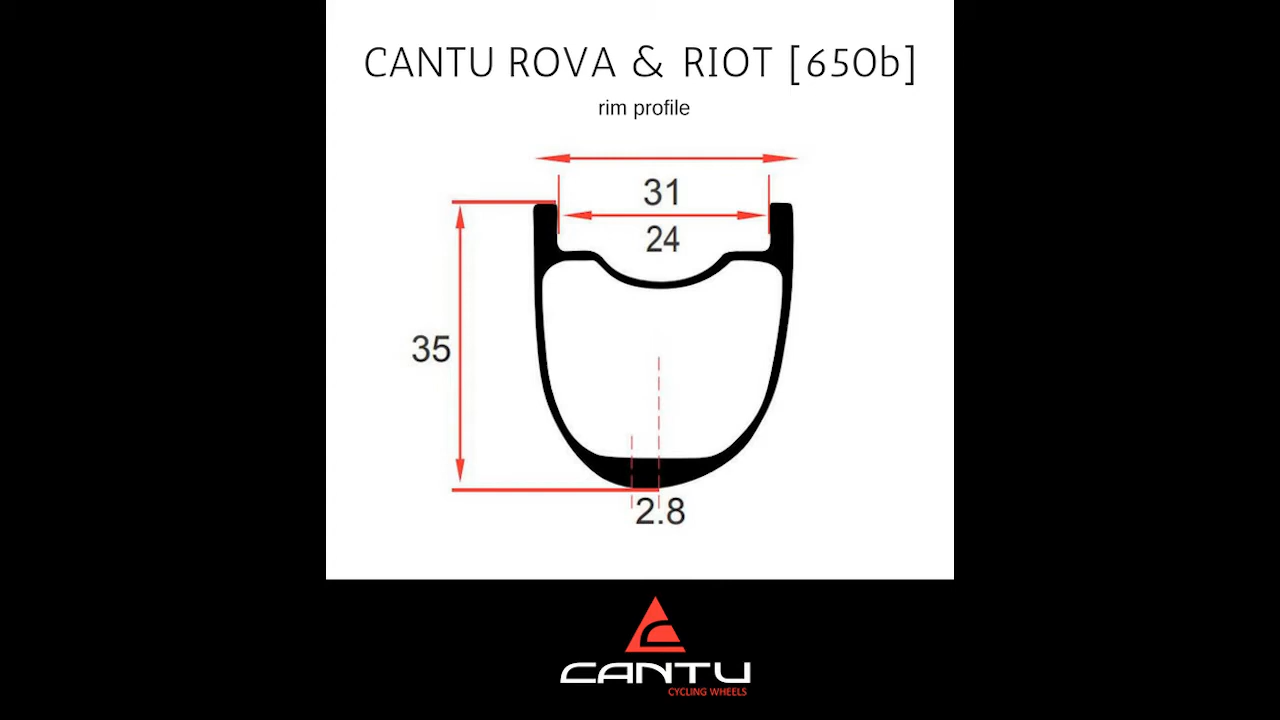 CANTU ROVA & RIOT [650b]
rim profile
31
24
35
2.8
CANTU
CYCLING WHEELS